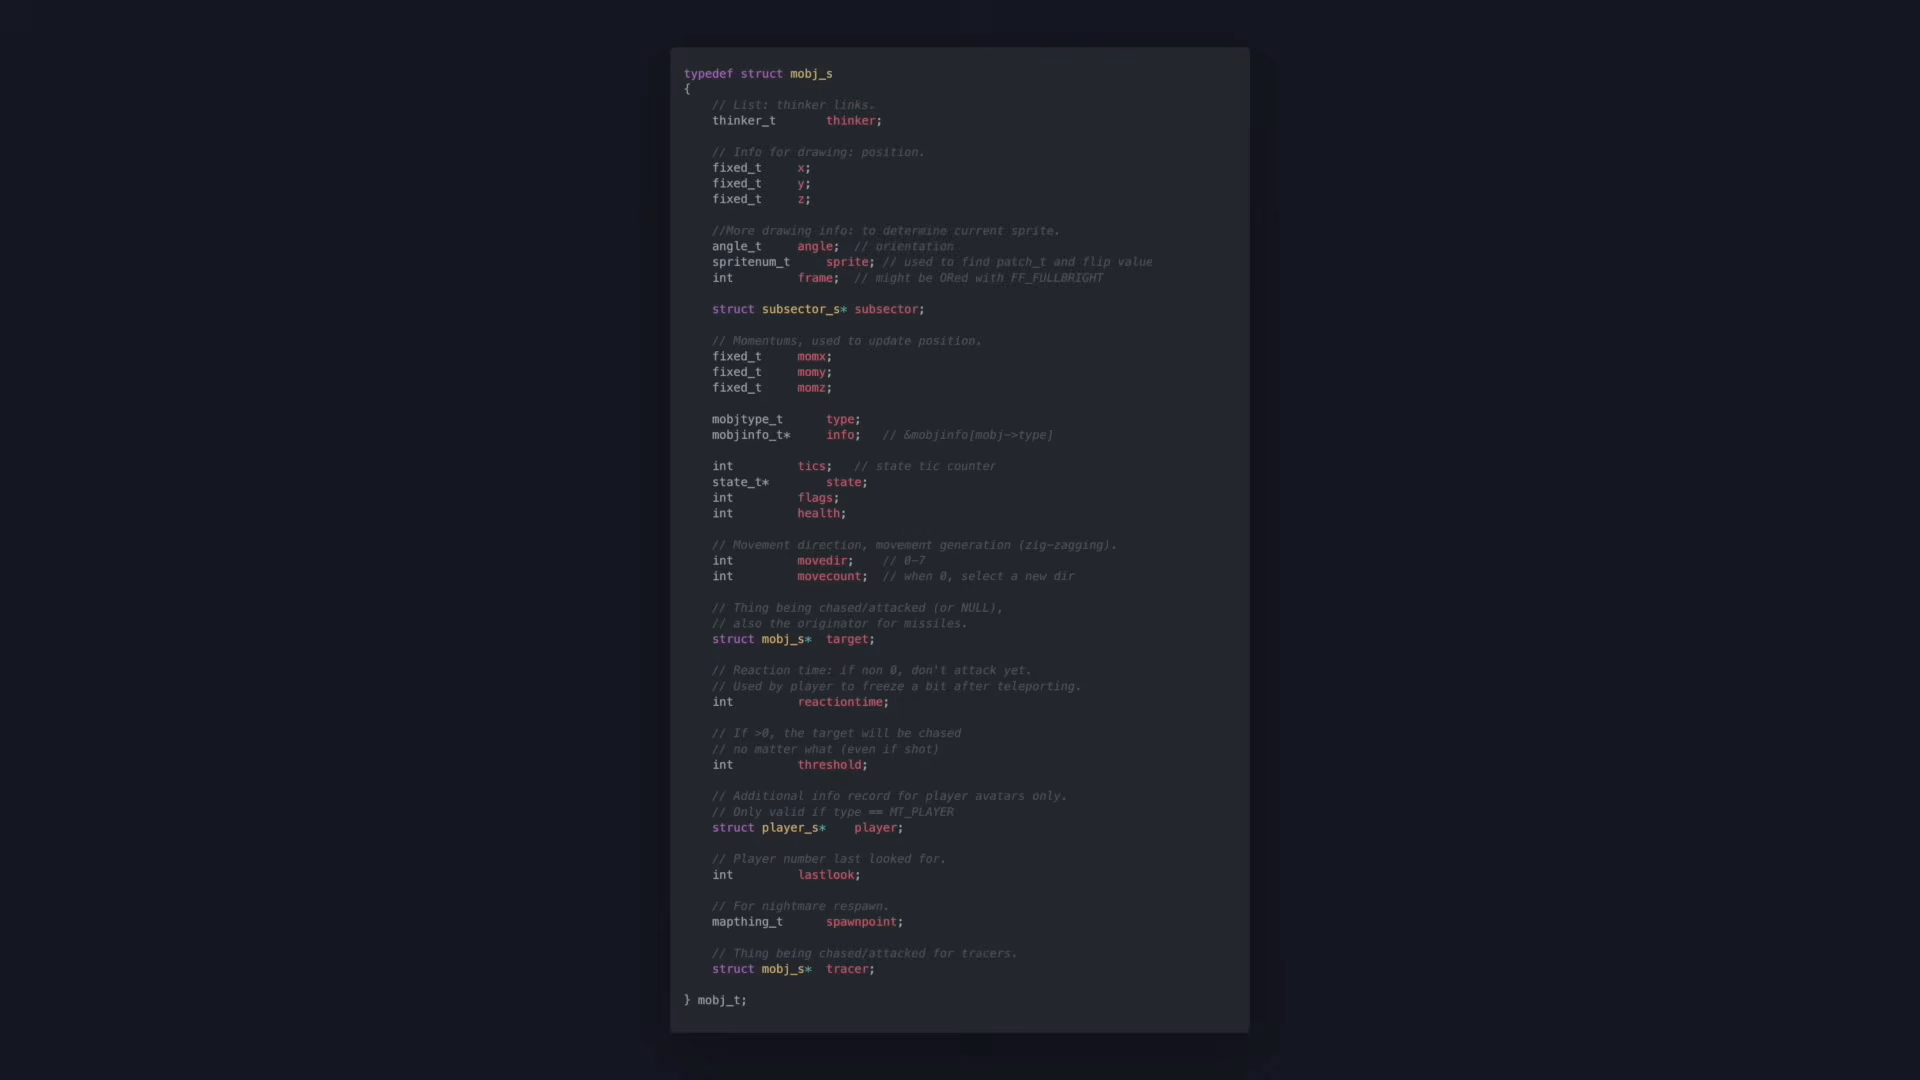 typedef struct mobj_s
{
    // List: thinker links.
    thinker_t       thinker;

    // Info for drawing: position.
    fixed_t     x;
    fixed_t     y;
    fixed_t     z;

    //More drawing info: to determine current sprite.
    angle_t     angle;  // orientation
    spritenum_t     sprite; // used to find patch_t and flip value
    int         frame;  // might be ORed with FF_FULLBRIGHT

    struct subsector_s* subsector;

    // Momentums, used to update position.
    fixed_t     momx;
    fixed_t     momy;
    fixed_t     momz;

    mobjtype_t      type;
    mobjinfo_t*     info;   // &mobjinfo[mobj->type]

    int         tics;   // state tic counter
    state_t*        state;
    int         flags;
    int         health;

    // Movement direction, movement generation (zig-zagging).
    int         movedir;    // 0-7
    int         movecount;  // when 0, select a new dir

    // Thing being chased/attacked (or NULL),
    // also the originator for missiles.
    struct mobj_s*  target;

    // Reaction time: if non 0, don't attack yet.
    // Used by player to freeze a bit after teleporting.
    int         reactiontime;

    // If >0, the target will be chased
    // no matter what (even if shot)
    int         threshold;

    // Additional info record for player avatars only.
    // Only valid if type == MT_PLAYER
    struct player_s*    player;

    // Player number last looked for.
    int         lastlook;

    // For nightmare respawn.
    mapthing_t      spawnpoint;

    // Thing being chased/attacked for tracers.
    struct mobj_s*  tracer;

} mobj_t;